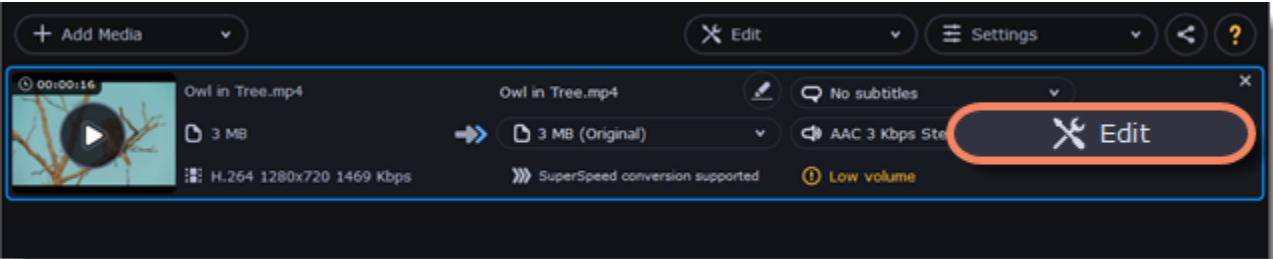 Add Media
Edit
Settings
?
00:00:16
Owl in Tree.mp4
Owl in Tree.mp4
No subtitles
3 MB
3 MB (Original)
AAC 3 Kbps Ste
Edit
H.264 1280x720 1469 Kbps
SuperSpeed conversion supported
Low volume